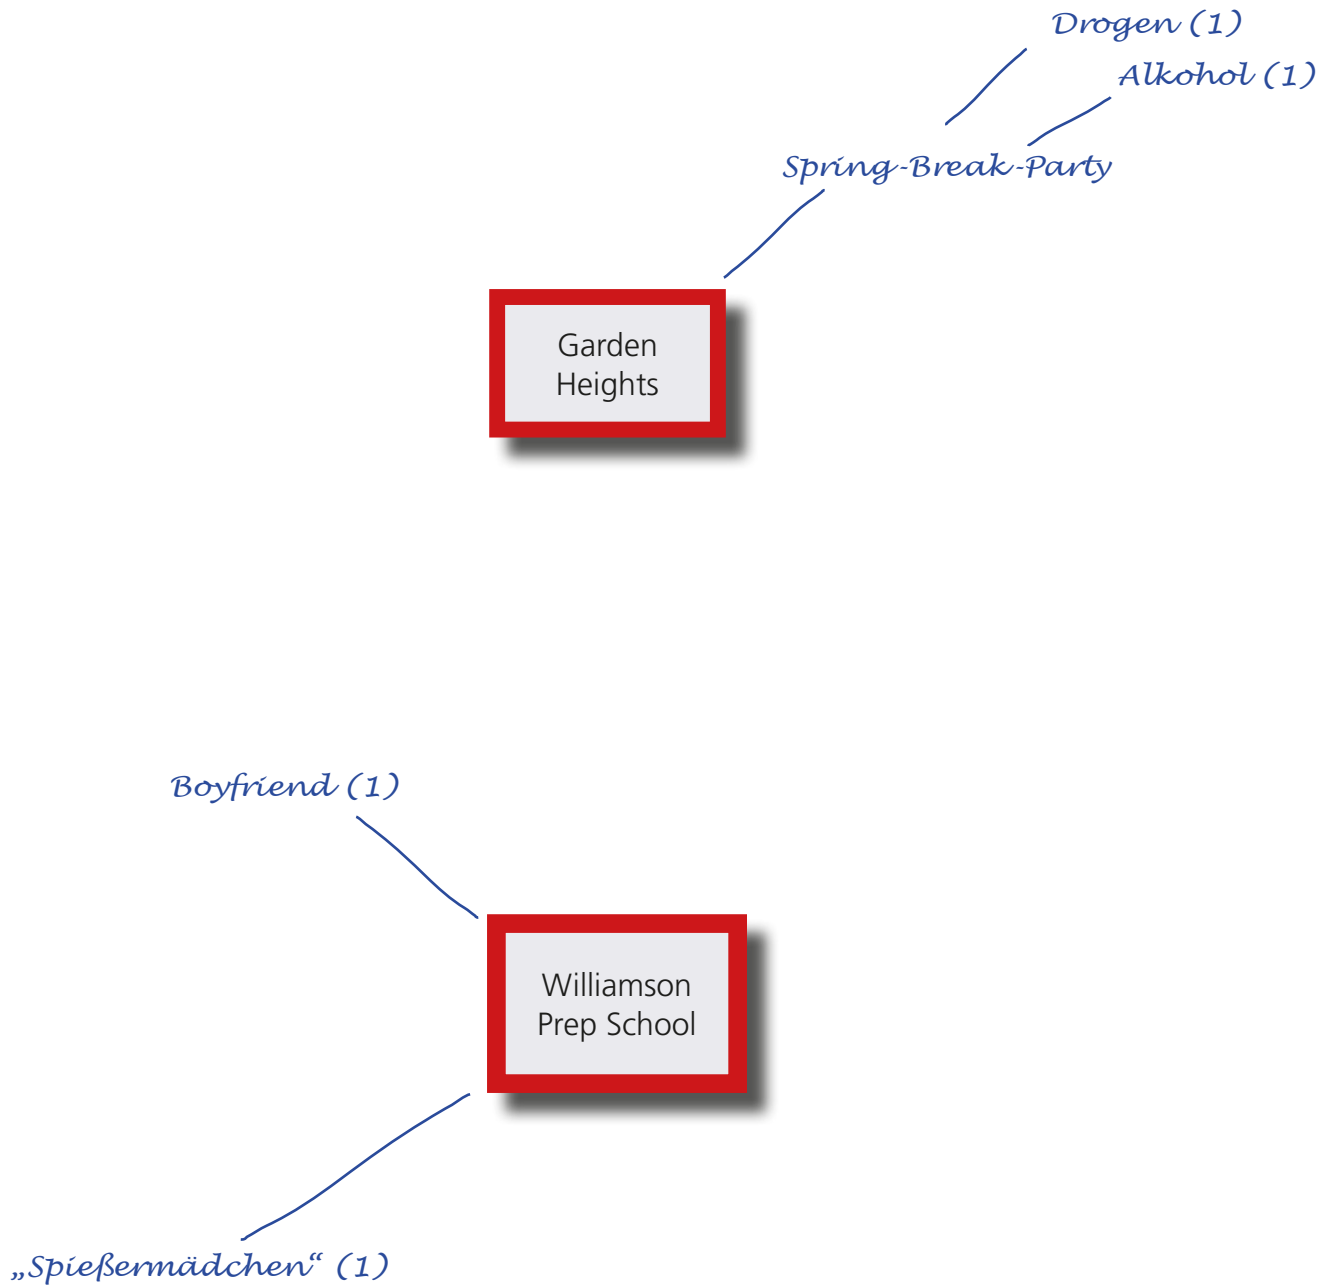 Drogen (1)
Alkohol (1)
Spring-Break-Party
Garden
Heights
Boyfriend (1)
Williamson
Prep School
„Spießermädchen“ (1)